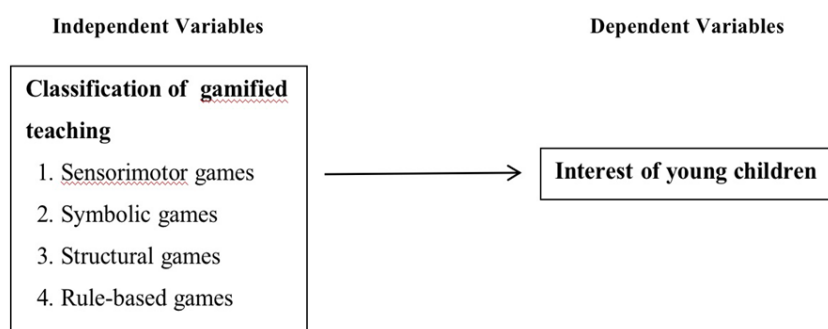 Independent Variables
Dependent Variables
Classification of gamified
teaching
1. Sensorimotor games
2. Symbolic games
3. Structural games
4. Rule-based games
Interest of young children